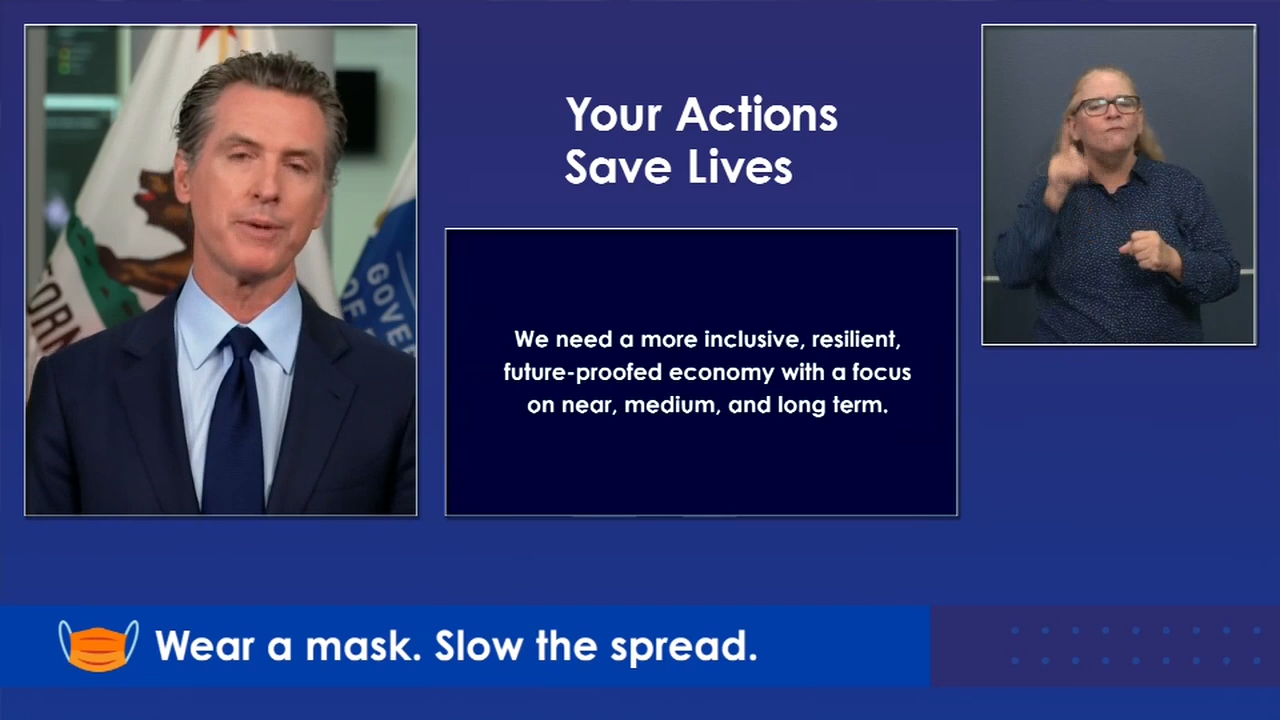 Your Actions
Save Lives
We need a more inclusive, resilient,
future-proofed economy with a focus
on near, medium, and long term.
Wear a mask. Slow the spread.